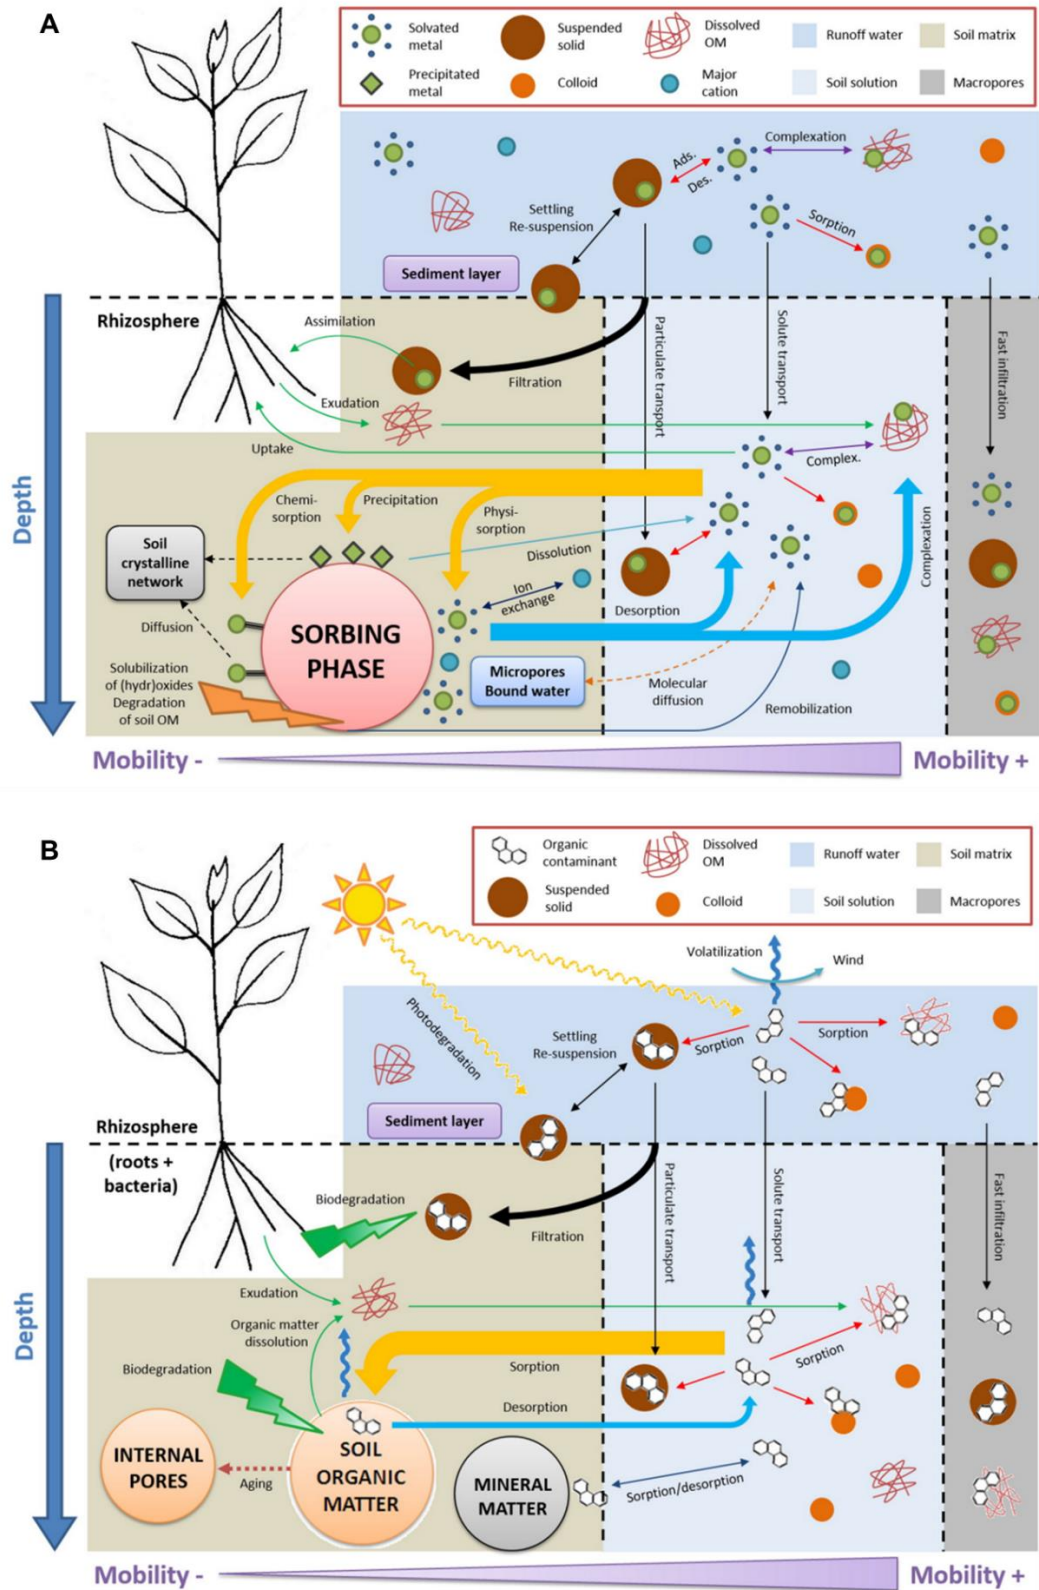 A
Solvated
metal
Suspended
solid
Dissolved
OM
Runoff water
Soil matrix
Precipitated
metal
Colloid
Major
cation
Soil solution
Macropores
Complexation
Ads.
Des.
Settling
Re-suspension
Sorption
Sediment layer
Rhizosphere
Assimilation
Filtration
Particulate transport
Solute transport
Fast infiltration
Exudation
Uptake
Complex.
Chemi-
sorption
Precipitation
Physi-
sorption
Soil
crystalline
network
Dissolution
Ion
exchange
Desorption
Complexation
Diffusion
SORBING
PHASE
Solubilization
of (hydr)oxides
Degradation
of soil OM
Micropores
Bound water
Molecular
diffusion
Remobilization
Depth
Mobility -
Mobility +
B
Organic
contaminant
Dissolved
OM
Runoff water
Soil matrix
Suspended
solid
Colloid
Soil solution
Macropores
Volatilization
Wind
Photodegradation
Settling
Re-suspension
Sorption
Sorption
Sediment layer
Rhizosphere
(roots +
bacteria)
Biodegradation
Filtration
Particulate transport
Solute transport
Fast infiltration
Exudation
Organic matter
dissolution
Biodegradation
Sorption
Sorption
Desorption
INTERNAL
PORES
Aging
SOIL
ORGANIC
MATTER
MINERAL
MATTER
Sorption/desorption
Depth
Mobility -
Mobility +